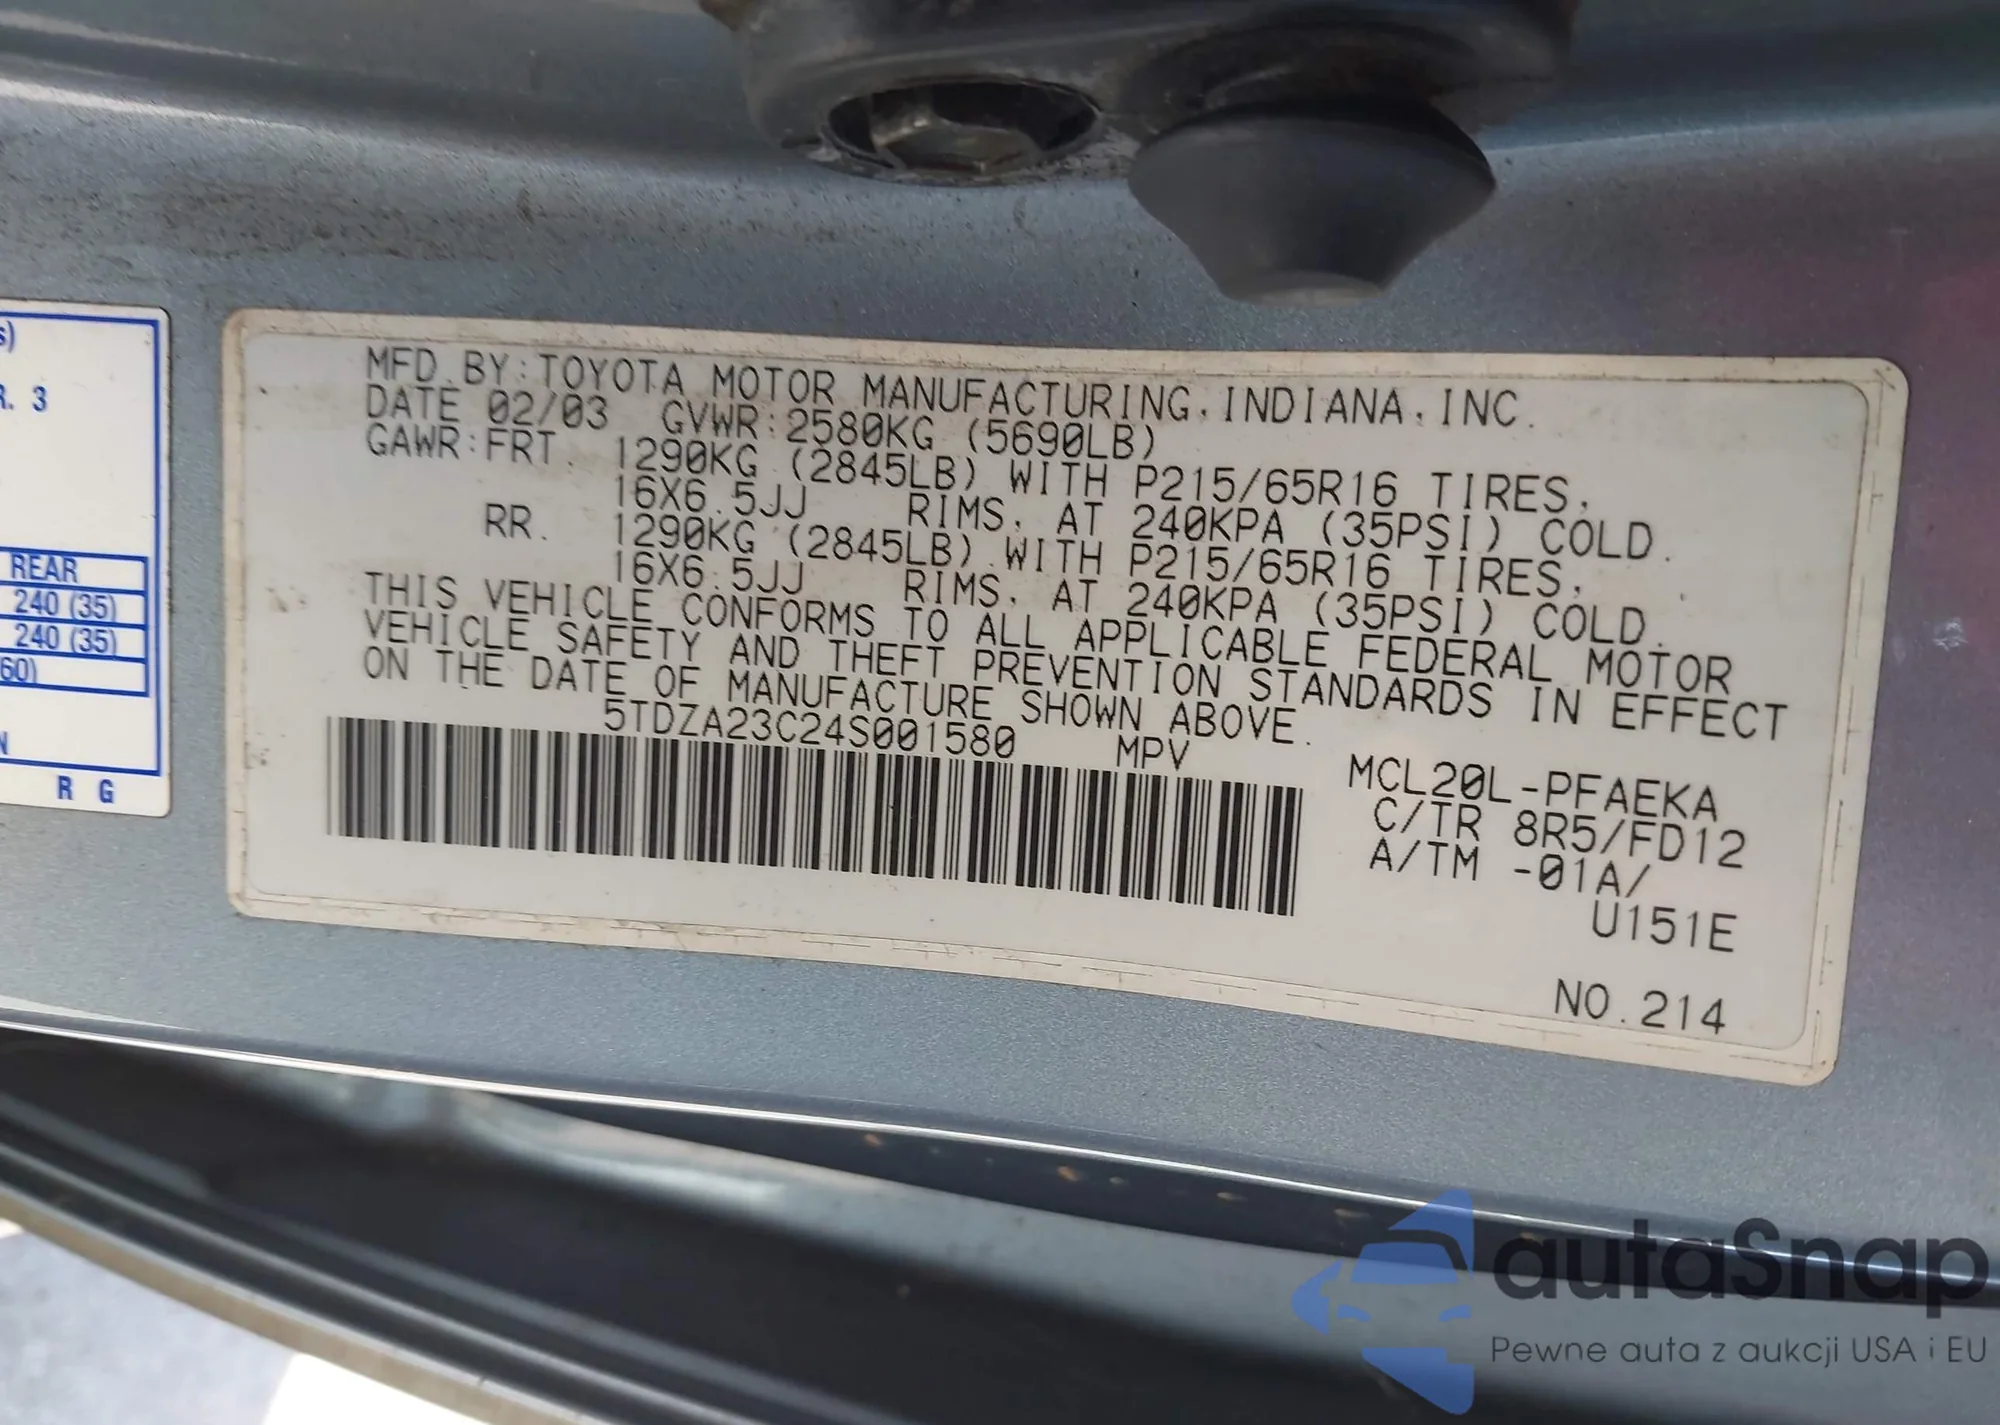 s)
R. 3
REAR
240 (35)
240 (35)
60)
N
R G
MFD.BY:TOYOTA MOTOR MANUFACTURING,INDIANA,INC.
DATE 02/03 GVWR:2580KG (5690LB)
GAWR:FRT. 1290KG (2845LB) WITH P215/65R16 TIRES,
16X6.5JJ RIMS, AT 240KPA (35PSI) COLD.
RR. 1290KG (2845LB) WITH P215/65R16 TIRES,
16X6.5JJ RIMS, AT 240KPA (35PSI) COLD.
THIS VEHICLE CONFORMS TO ALL APPLICABLE FEDERAL MOTOR
VEHICLE SAFETY AND THEFT PREVENTION STANDARDS IN EFFECT
ON THE DATE OF MANUFACTURE SHOWN ABOVE.
5TDZA23C24S001580 MPV
MCL20L-PFAEKA
C/TR 8R5/FD12
A/TM -01A/
U151E
NO.214
autaSnap
Pewne auta z aukcji USA i EU